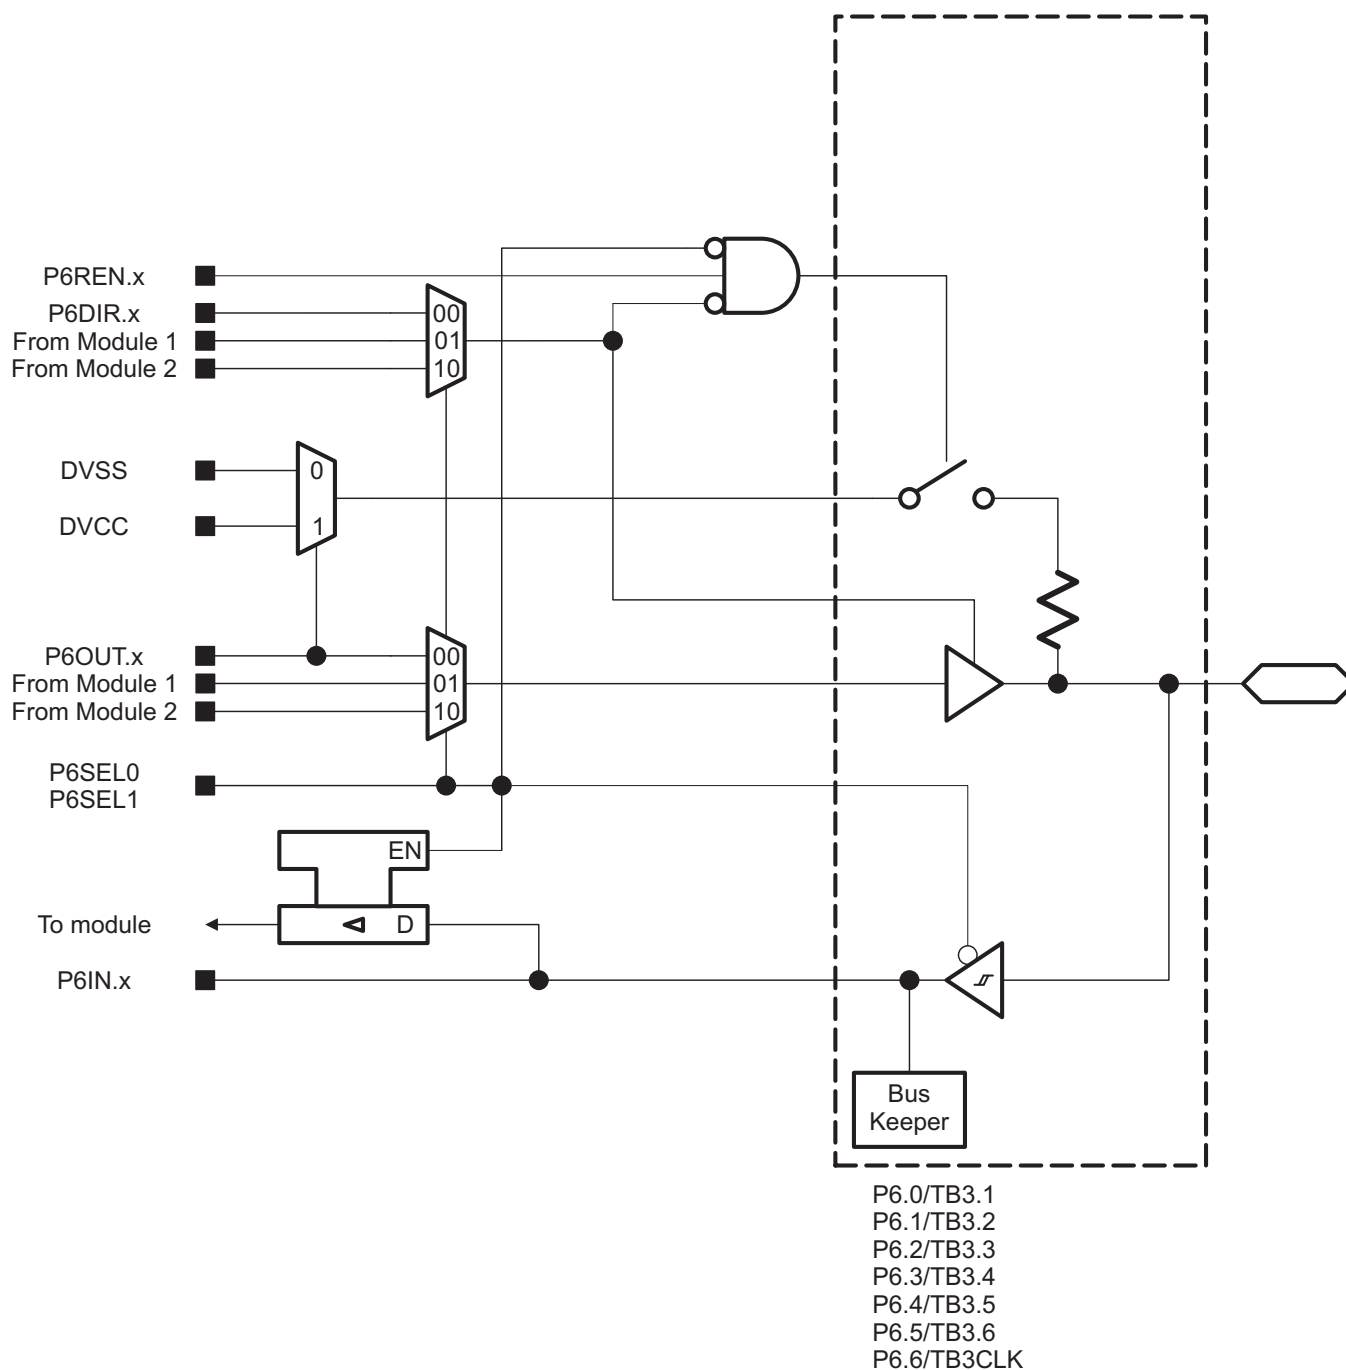 P6REN.x
P6DIR.x
From Module 1
From Module 2
00
01
10
DVSS
DVCC
0
1
P6OUT.x
From Module 1
From Module 2
00
01
10
P6SEL0
P6SEL1
EN
To module
D
P6IN.x
Bus
Keeper
P6.0/TB3.1
P6.1/TB3.2
P6.2/TB3.3
P6.3/TB3.4
P6.4/TB3.5
P6.5/TB3.6
P6.6/TB3CLK